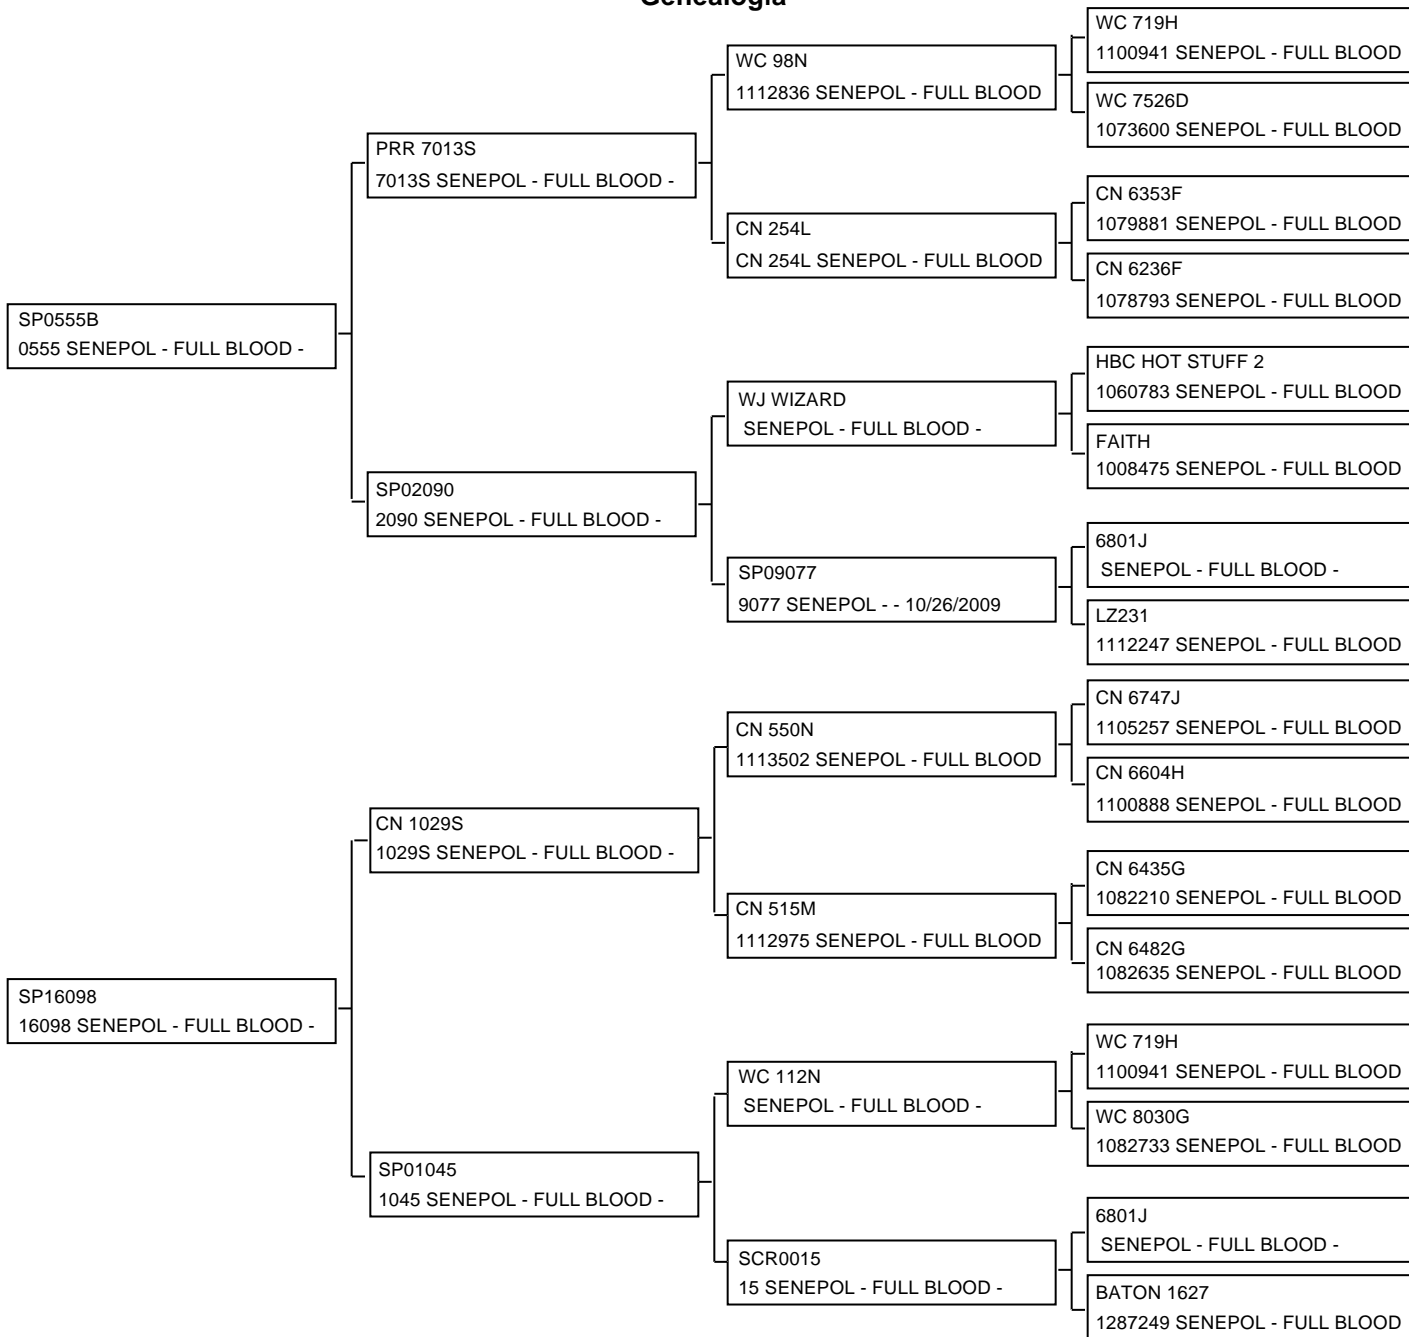 Genealogia
WC 719H
1100941 SENEPOL - FULL BLOOD
WC 98N
1112836 SENEPOL - FULL BLOOD
WC 7526D
1073600 SENEPOL - FULL BLOOD
PRR 7013S
7013S SENEPOL - FULL BLOOD -
CN 6353F
1079881 SENEPOL - FULL BLOOD
CN 254L
CN 254L SENEPOL - FULL BLOOD
CN 6236F
1078793 SENEPOL - FULL BLOOD
SP0555B
0555 SENEPOL - FULL BLOOD -
HBC HOT STUFF 2
1060783 SENEPOL - FULL BLOOD
WJ WIZARD
SENEPOL - FULL BLOOD -
FAITH
1008475 SENEPOL - FULL BLOOD
SP02090
2090 SENEPOL - FULL BLOOD -
6801J
SENEPOL - FULL BLOOD -
SP09077
9077 SENEPOL - - 10/26/2009
LZ231
1112247 SENEPOL - FULL BLOOD
CN 6747J
1105257 SENEPOL - FULL BLOOD
CN 550N
1113502 SENEPOL - FULL BLOOD
CN 6604H
1100888 SENEPOL - FULL BLOOD
CN 1029S
1029S SENEPOL - FULL BLOOD -
CN 6435G
1082210 SENEPOL - FULL BLOOD
CN 515M
1112975 SENEPOL - FULL BLOOD
CN 6482G
1082635 SENEPOL - FULL BLOOD
SP16098
16098 SENEPOL - FULL BLOOD -
WC 719H
1100941 SENEPOL - FULL BLOOD
WC 112N
SENEPOL - FULL BLOOD -
WC 8030G
1082733 SENEPOL - FULL BLOOD
SP01045
1045 SENEPOL - FULL BLOOD -
6801J
SENEPOL - FULL BLOOD -
SCR0015
15 SENEPOL - FULL BLOOD -
BATON 1627
1287249 SENEPOL - FULL BLOOD